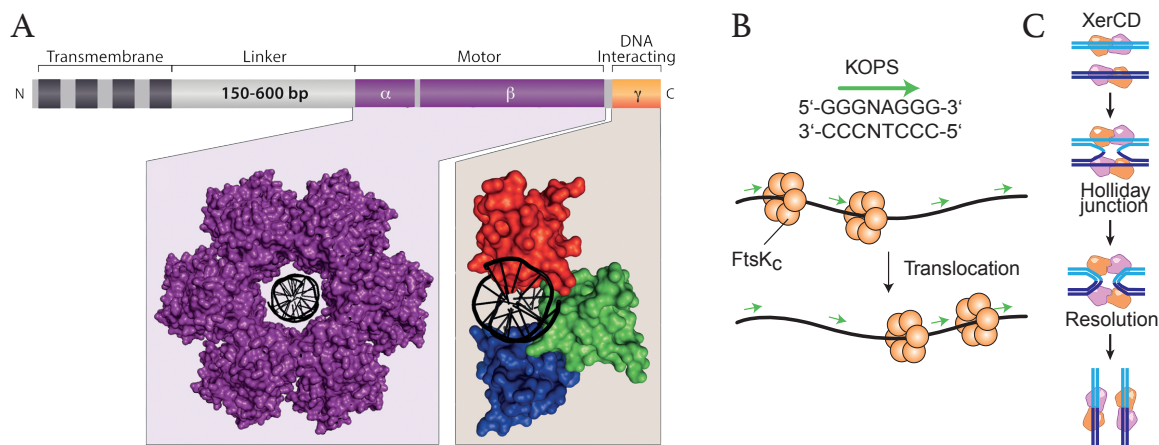 A
Transmembrane
Linker
Motor
DNA
Interacting
N
150-600 bp
α
β
γ
C
B
KOPS
5‘-GGGNAGGG-3‘
3‘-CCCNTCCC-5‘
FtsKC
Translocation
C
XerCD
Holliday
junction
Resolution